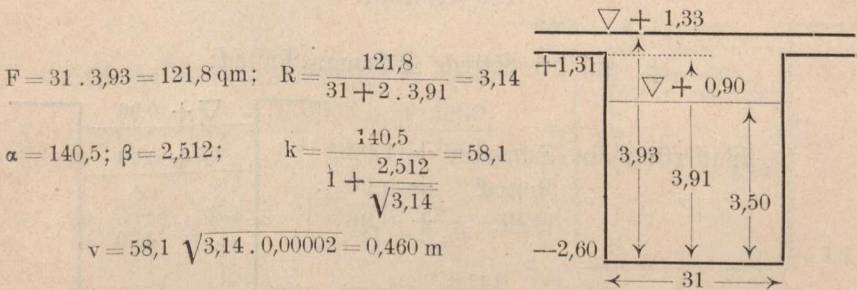 ▽ + 1,33
F = 31 . 3,93 = 121,8 qm; R = 121,8 / (31 + 2 . 3,91) = 3,14
+1,31
▽ + 0,90
α = 140,5; β = 2,512; k = 140,5 / (1 + 2,512 / √3,14) = 58,1
3,93
3,91
3,50
v = 58,1 √3,14 . 0,00002 = 0,460 m
—2,60
31